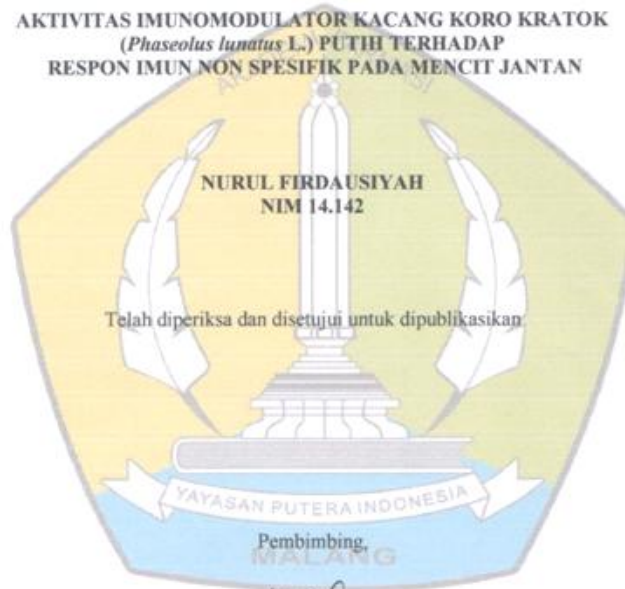 AKTIVITAS IMUNOMODULATOR KACANG KORO KRATOK
(Phaseolus lunatus L.) PUTIH TERHADAP
RESPON IMUN NON SPESIFIK PADA MENCIT JANTAN
NURUL FIRDAUSIYAH
NIM 14.142
Telah diperiksa dan disetujui untuk dipublikasikan
YAYASAN PUTERA INDONESIA
Pembimbing,
MALANG